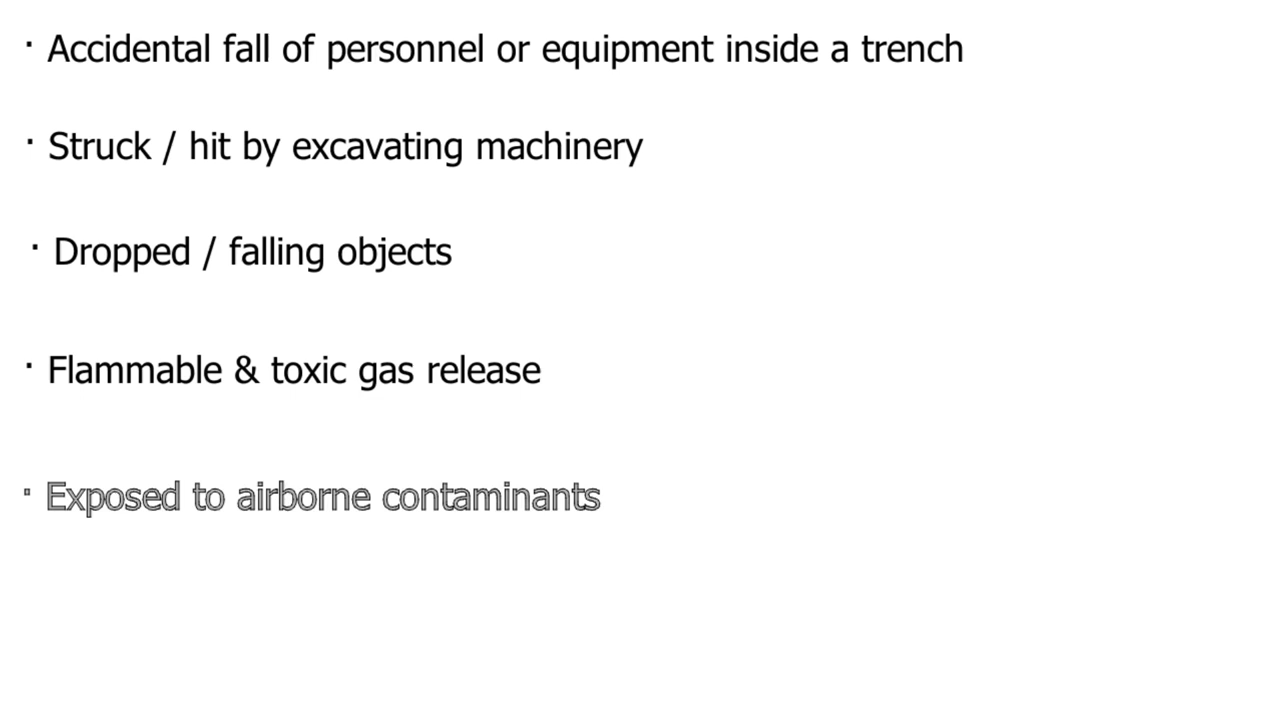 · Accidental fall of personnel or equipment inside a trench
· Struck / hit by excavating machinery
· Dropped / falling objects
· Flammable & toxic gas release
· Exposed to airborne contaminants